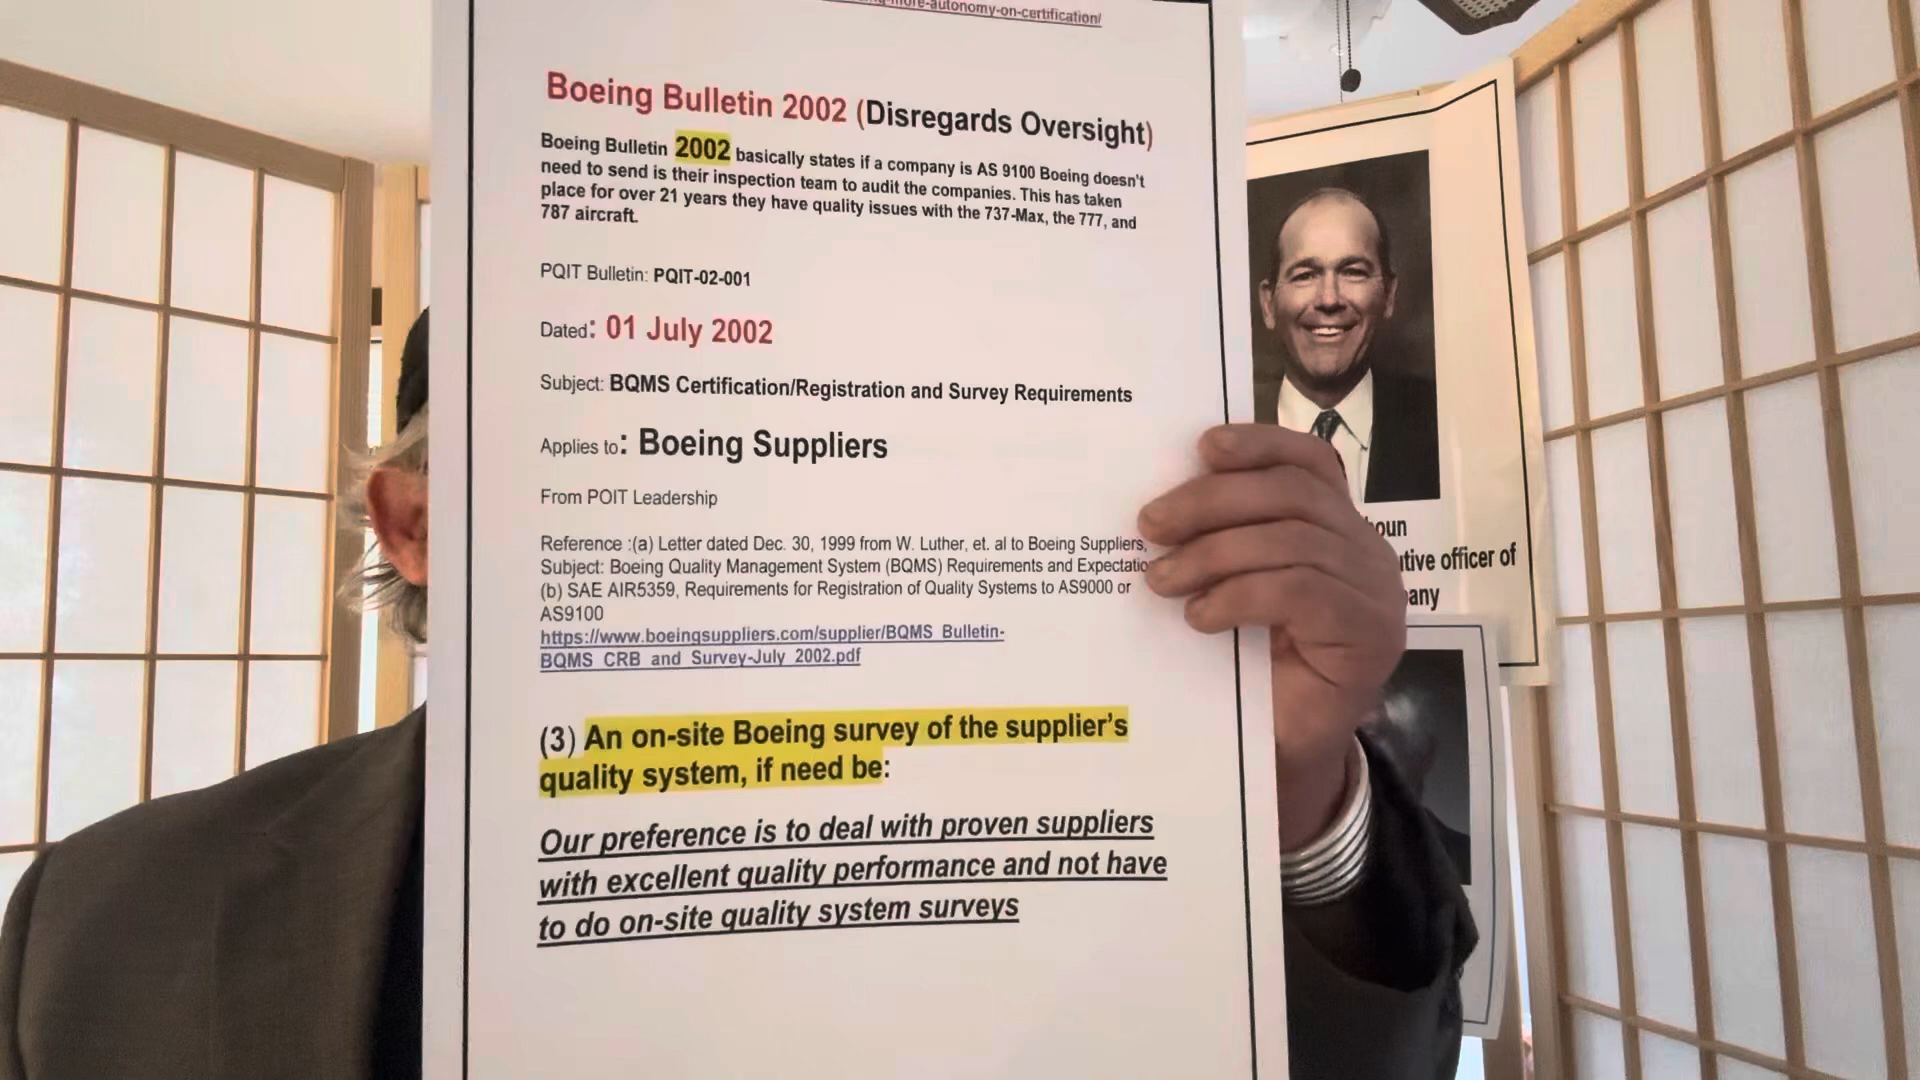 more-autonomy-on-certification/
Boeing Bulletin 2002 (Disregards Oversight)
Boeing Bulletin 2002 basically states if a company is AS 9100 Boeing doesn't
need to send is their inspection team to audit the companies. This has taken
place for over 21 years they have quality issues with the 737-Max, the 777, and
787 aircraft.
PQIT Bulletin: PQIT-02-001
Dated: 01 July 2002
Subject: BQMS Certification/Registration and Survey Requirements
Applies to: Boeing Suppliers
From POIT Leadership
Reference :(a) Letter dated Dec. 30, 1999 from W. Luther, et. al to Boeing Suppliers,
Subject: Boeing Quality Management System (BQMS) Requirements and Expectatio
(b) SAE AIR5359, Requirements for Registration of Quality Systems to AS9000 or
AS9100
https://www.boeingsuppliers.com/supplier/BQMS_Bulletin-
BQMS_CRB_and_Survey-July_2002.pdf
(3) An on-site Boeing survey of the supplier's
quality system, if need be:
Our preference is to deal with proven suppliers
with excellent quality performance and not have
to do on-site quality system surveys
houn
utive officer of
pany